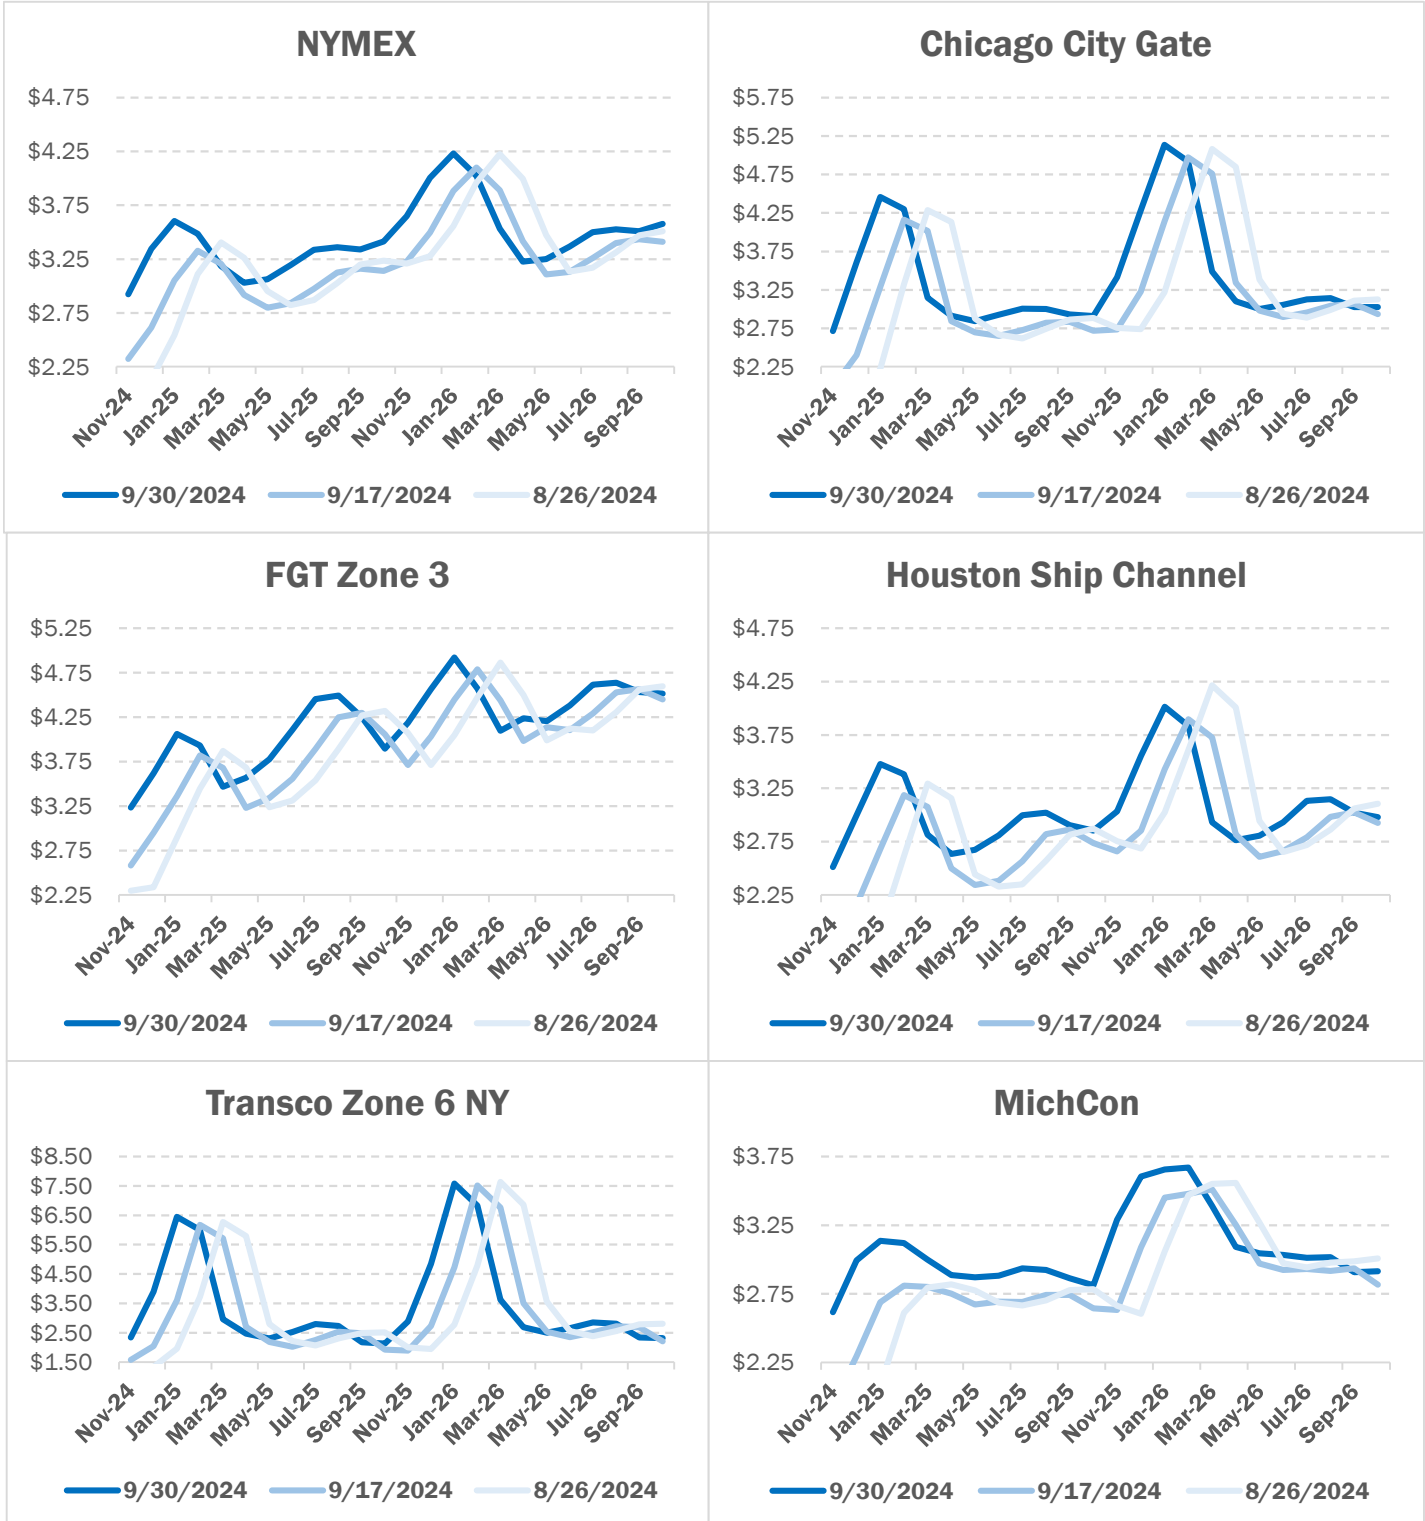 NYMEX
$4.75
$4.25
$3.75
$3.25
$2.75
$2.25
Nov-24 Jan-25 Mar-25 May-25 Jul-25 Sep-25 Nov-25 Jan-26 Mar-26 May-26 Jul-26 Sep-26
9/30/2024 9/17/2024 8/26/2024
Chicago City Gate
$5.75
$5.25
$4.75
$4.25
$3.75
$3.25
$2.75
$2.25
Nov-24 Jan-25 Mar-25 May-25 Jul-25 Sep-25 Nov-25 Jan-26 Mar-26 May-26 Jul-26 Sep-26
9/30/2024 9/17/2024 8/26/2024
FGT Zone 3
$5.25
$4.75
$4.25
$3.75
$3.25
$2.75
$2.25
Nov-24 Jan-25 Mar-25 May-25 Jul-25 Sep-25 Nov-25 Jan-26 Mar-26 May-26 Jul-26 Sep-26
9/30/2024 9/17/2024 8/26/2024
Houston Ship Channel
$4.75
$4.25
$3.75
$3.25
$2.75
$2.25
Nov-24 Jan-25 Mar-25 May-25 Jul-25 Sep-25 Nov-25 Jan-26 Mar-26 May-26 Jul-26 Sep-26
9/30/2024 9/17/2024 8/26/2024
Transco Zone 6 NY
$8.50
$7.50
$6.50
$5.50
$4.50
$3.50
$2.50
$1.50
Nov-24 Jan-25 Mar-25 May-25 Jul-25 Sep-25 Nov-25 Jan-26 Mar-26 May-26 Jul-26 Sep-26
9/30/2024 9/17/2024 8/26/2024
MichCon
$3.75
$3.25
$2.75
$2.25
Nov-24 Jan-25 Mar-25 May-25 Jul-25 Sep-25 Nov-25 Jan-26 Mar-26 May-26 Jul-26 Sep-26
9/30/2024 9/17/2024 8/26/2024